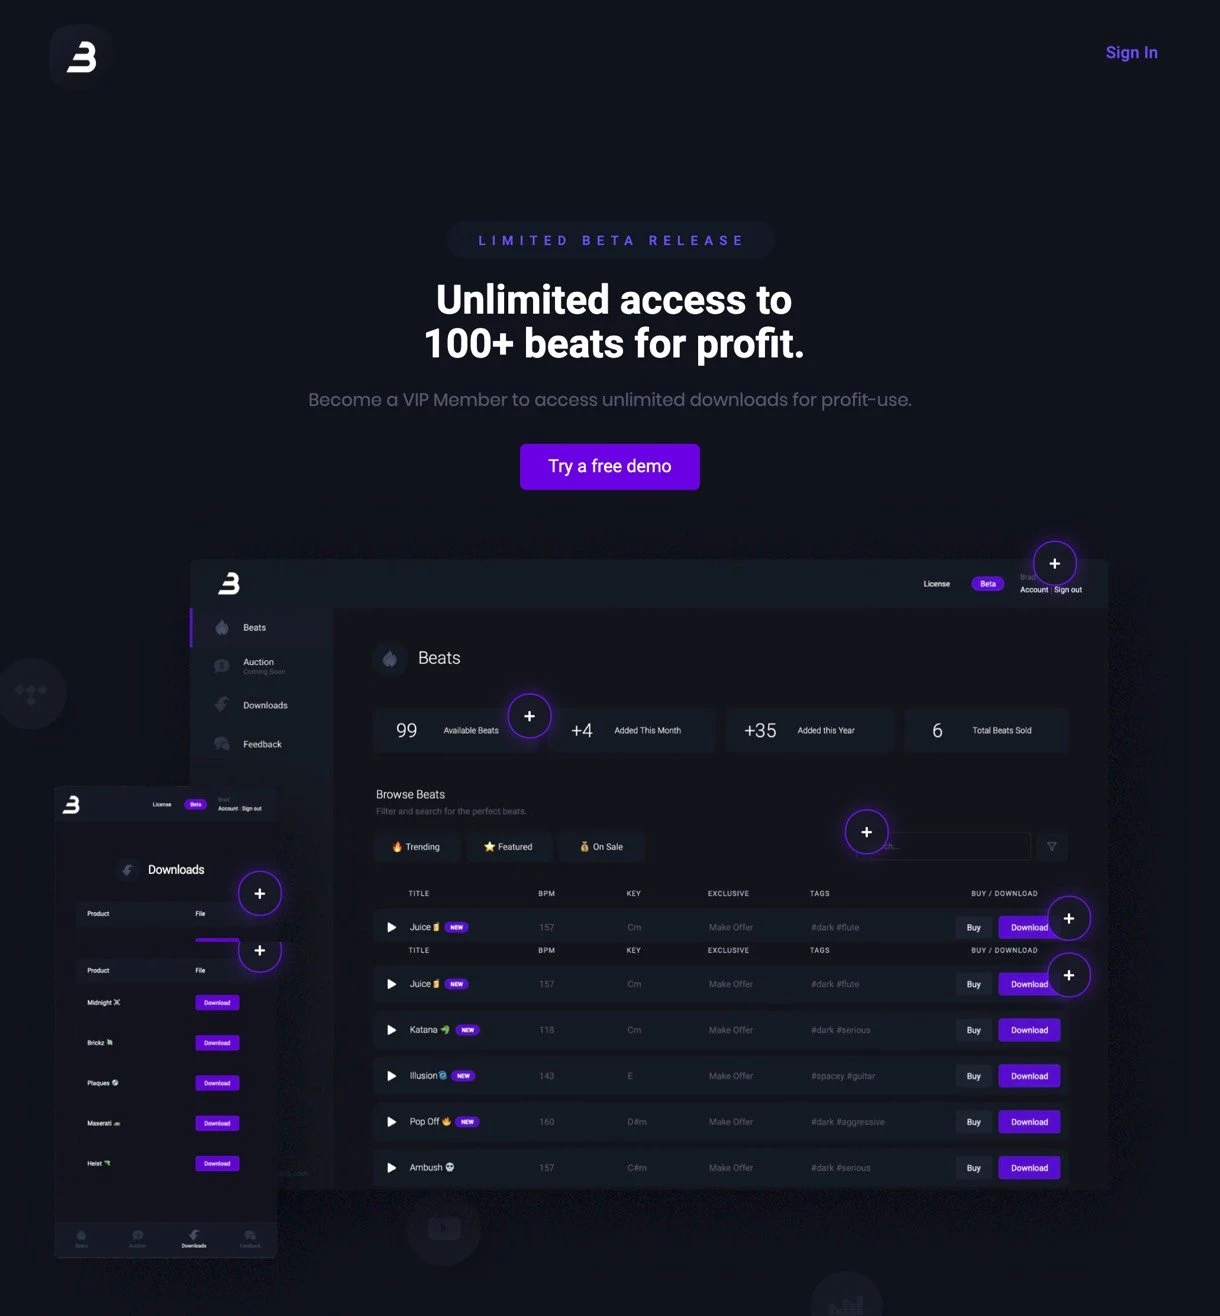 Sign In
LIMITED BETA RELEASE
Unlimited access to
100+ beats for profit.
Become a VIP Member to access unlimited downloads for profit-use.
Try a free demo
License Beta Brad
Account Sign out
Beats
Auction
Coming Soon
Downloads
Feedback
Beats
99 Available Beats +4 Added This Month +35 Added this Year 6 Total Beats Sold
Browse Beats
Filter and search for the perfect beats.
Trending Featured On Sale
TITLE BPM KEY EXCLUSIVE TAGS BUY / DOWNLOAD
Juice NEW 157 Cm Make Offer #dark #flute Buy Download
TITLE BPM KEY EXCLUSIVE TAGS BUY / DOWNLOAD
Juice NEW 157 Cm Make Offer #dark #flute Buy Download
Katana NEW 118 Cm Make Offer #dark #serious Buy Download
Illusion NEW 143 E Make Offer #spacey #guitar Buy Download
Pop Off NEW 160 D#m Make Offer #dark #aggressive Buy Download
Ambush 157 C#m Make Offer #dark #serious Buy Download
License Beta Brad
Account Sign out
Downloads
Product File
Product File
Midnight Download
Brickz Download
Plaques Download
Maserati Download
Heist Download
Beats Auction Downloads Feedback